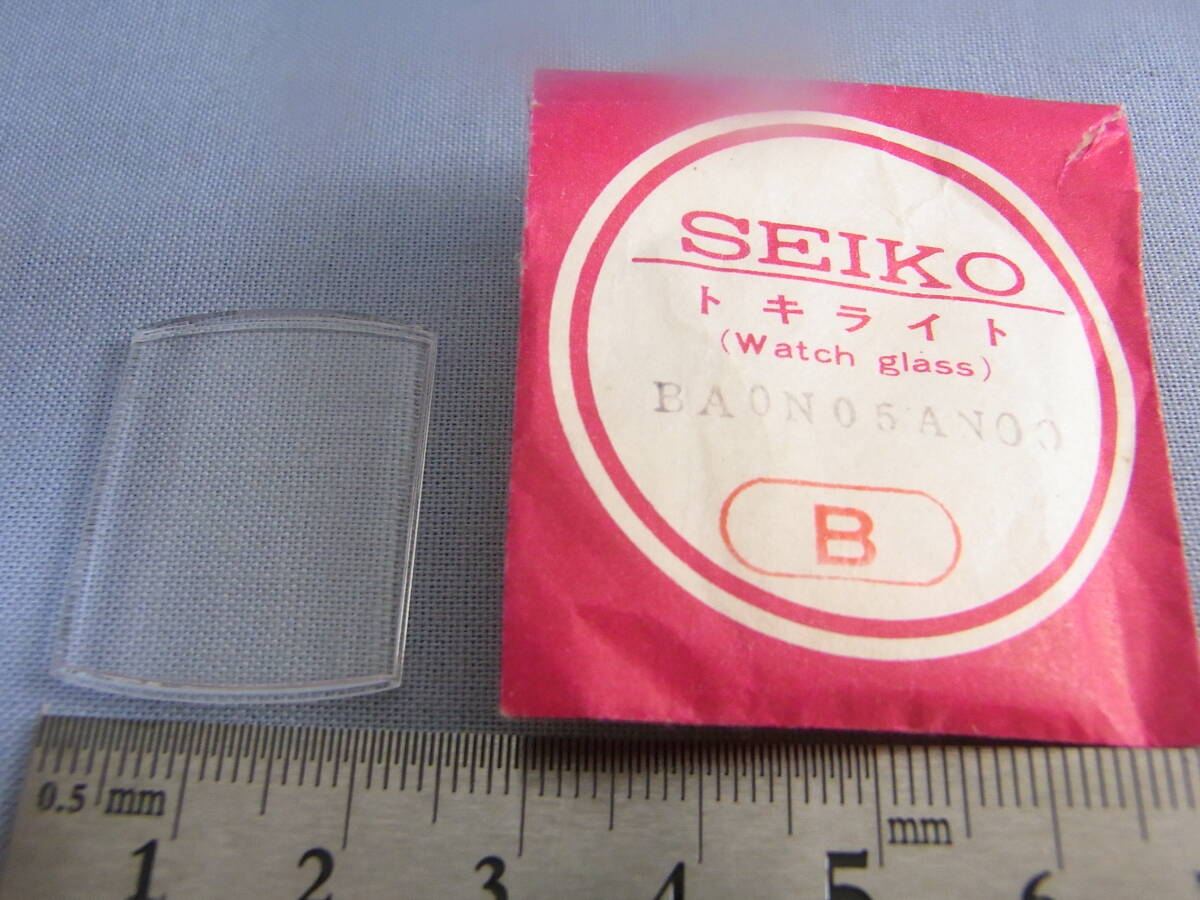 SEIKO
トキライト
(Watch glass)
BA0N05AN00
B
0.5 mm
mm
1 2 3 4 5 6